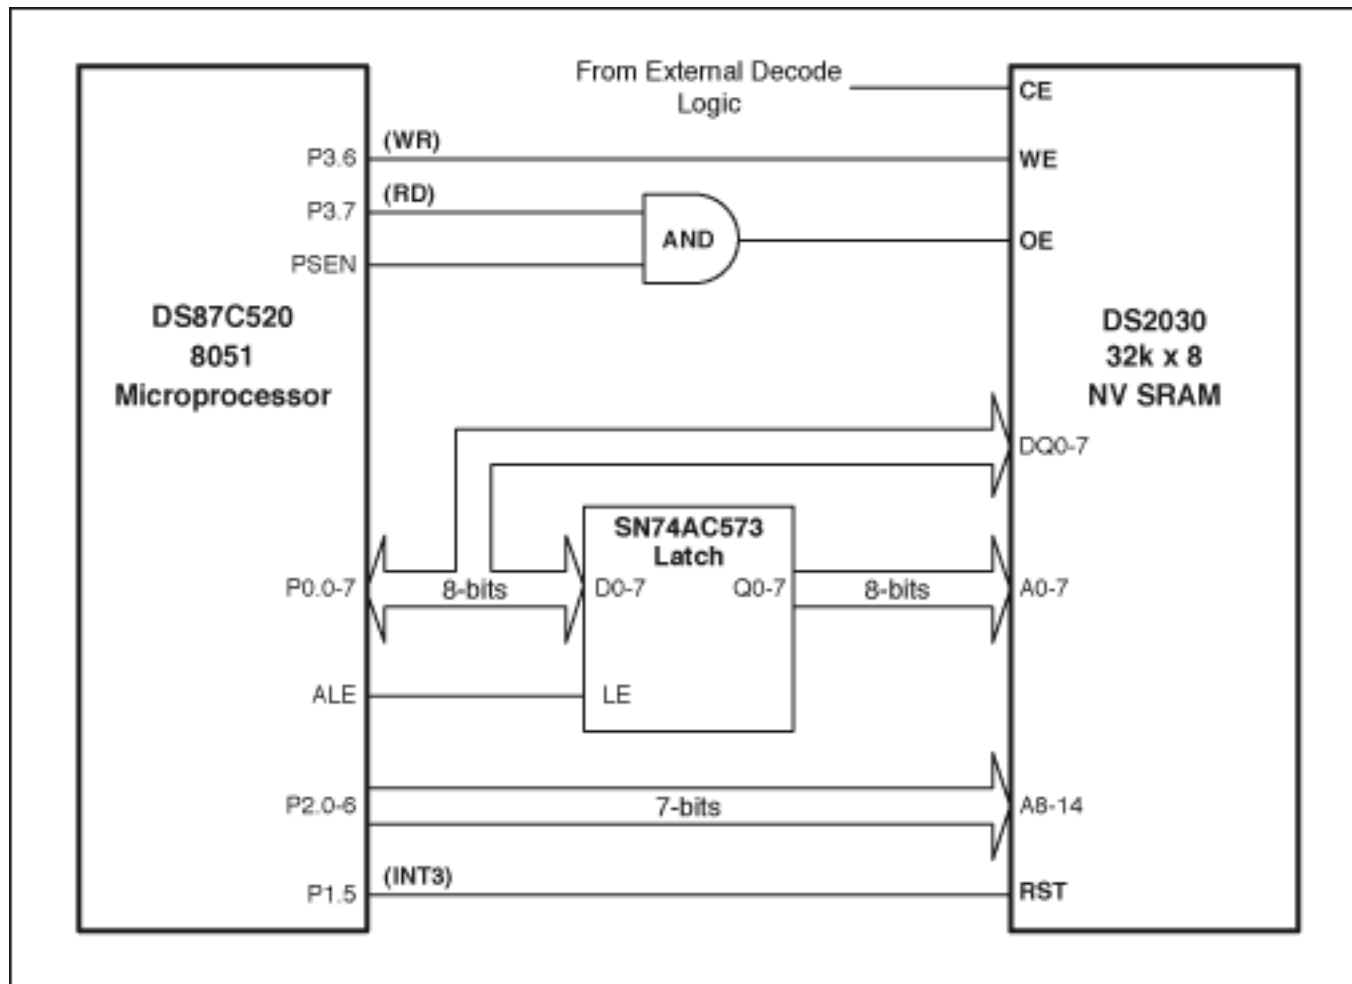 From External Decode
Logic
CE
P3.6
(WR)
WE
P3.7
(RD)
AND
OE
PSEN
DS87C520
8051
Microprocessor
DS2030
32k x 8
NV SRAM
DQ0-7
SN74AC573
Latch
P0.0-7
8-bits
D0-7
Q0-7
8-bits
A0-7
ALE
LE
P2.0-6
7-bits
A8-14
P1.5
(INT3)
RST